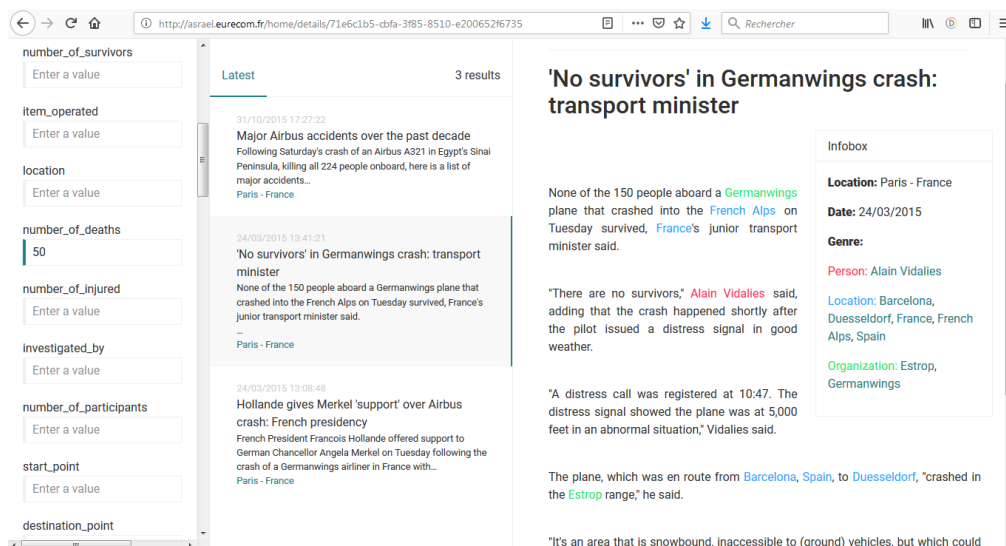 http://asrael.eurecom.fr/home/details/71e6c1b5-cbfa-3f85-8510-e200652f6735
Rechercher
number_of_survivors
Enter a value
item_operated
Enter a value
location
Enter a value
number_of_deaths
50
number_of_injured
Enter a value
investigated_by
Enter a value
number_of_participants
Enter a value
start_point
Enter a value
destination_point
Latest
3 results
31/10/2015 17:27:22
Major Airbus accidents over the past decade
Following Saturday's crash of an Airbus A321 in Egypt's Sinai
Peninsula, killing all 224 people onboard, here is a list of
major accidents...
Paris - France
24/03/2015 13:41:21
'No survivors' in Germanwings crash: transport
minister
None of the 150 people aboard a Germanwings plane that
crashed into the French Alps on Tuesday survived, France's
junior transport minister said.
...
Paris - France
24/03/2015 13:08:48
Hollande gives Merkel 'support' over Airbus
crash: French presidency
French President Francois Hollande offered support to
German Chancellor Angela Merkel on Tuesday following the
crash of a Germanwings airliner in France with...
Paris - France
'No survivors' in Germanwings crash:
transport minister
None of the 150 people aboard a Germanwings
plane that crashed into the French Alps on
Tuesday survived, France's junior transport
minister said.
"There are no survivors," Alain Vidalies said,
adding that the crash happened shortly after
the pilot issued a distress signal in good
weather.
"A distress call was registered at 10:47. The
distress signal showed the plane was at 5,000
feet in an abnormal situation," Vidalies said.
The plane, which was en route from Barcelona, Spain, to Duesseldorf, "crashed in
the Estrop range," he said.
"It's an area that is snowbound, inaccessible to (ground) vehicles, but which could
Infobox
Location: Paris - France
Date: 24/03/2015
Genre:
Person: Alain Vidalies
Location: Barcelona,
Duesseldorf, France, French
Alps, Spain
Organization: Estrop,
Germanwings